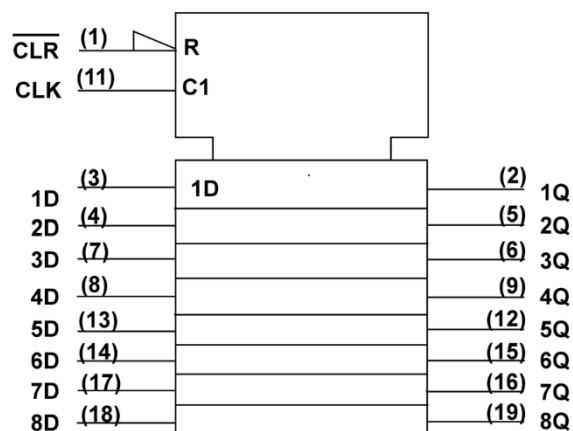 CLR (1) R
CLK (11) C1
1D (3) 1D (2) 1Q
2D (4) (5) 2Q
3D (7) (6) 3Q
4D (8) (9) 4Q
5D (13) (12) 5Q
6D (14) (15) 6Q
7D (17) (16) 7Q
8D (18) (19) 8Q